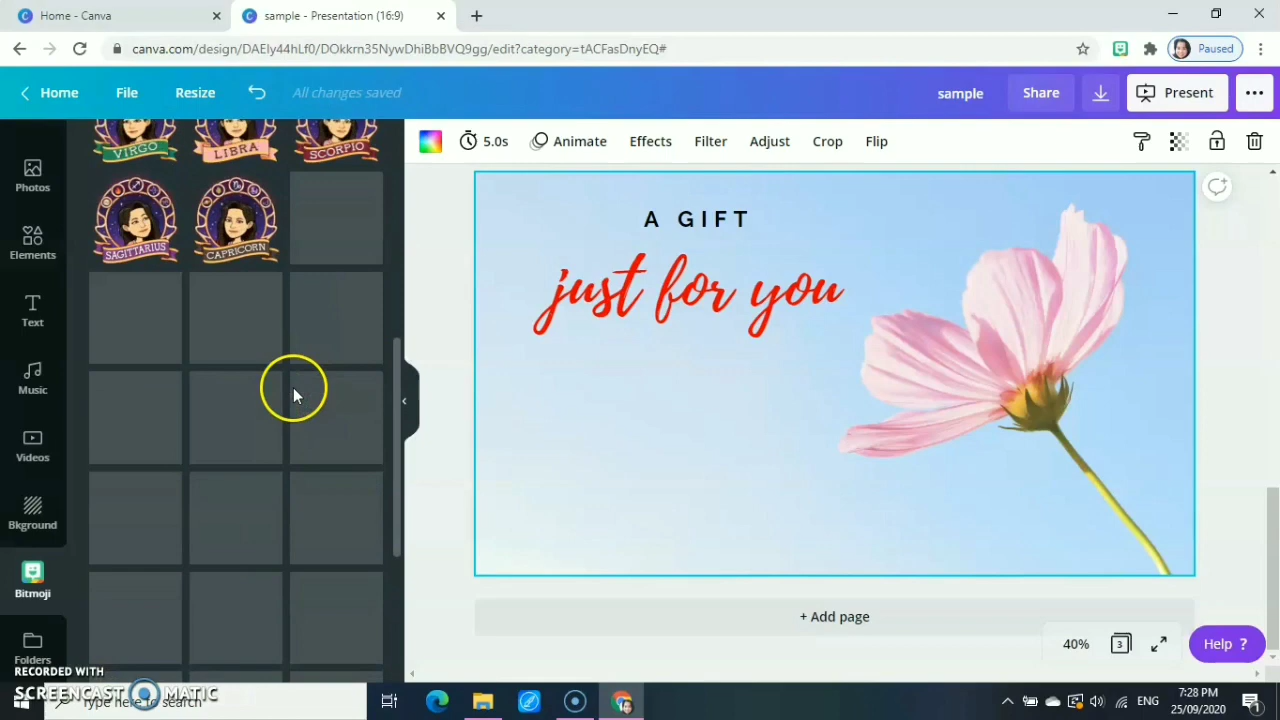 Home - Canva
sample - Presentation (16:9)
canva.com/design/DAEly44hLf0/DOkkrn35NywDhiBbBVQ9gg/edit?category=tACFasDnyEQ#
Paused
Home
File
Resize
All changes saved
sample
Share
Present
5.0s
Animate
Effects
Filter
Adjust
Crop
Flip
Photos
Elements
Text
Music
Videos
Bkground
Bitmoji
Folders
VIRGO
LIBRA
SCORPIO
SAGITTARIUS
CAPRICORN
A GIFT
just for you
+ Add page
40%
3
Help ?
RECORDED WITH
SCREENCAST MATIC
Type here to search
ENG
7:28 PM
25/09/2020
1